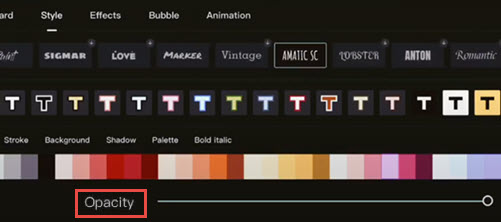 ard Style Effects Bubble Animation
Brief SIGMAR LOVE MARKER Vintage AMATIC SC LOBSTER ANTON Romantic
T T T T T T T T T T T T T T T T
Stroke Background Shadow Palette Bold italic
Opacity